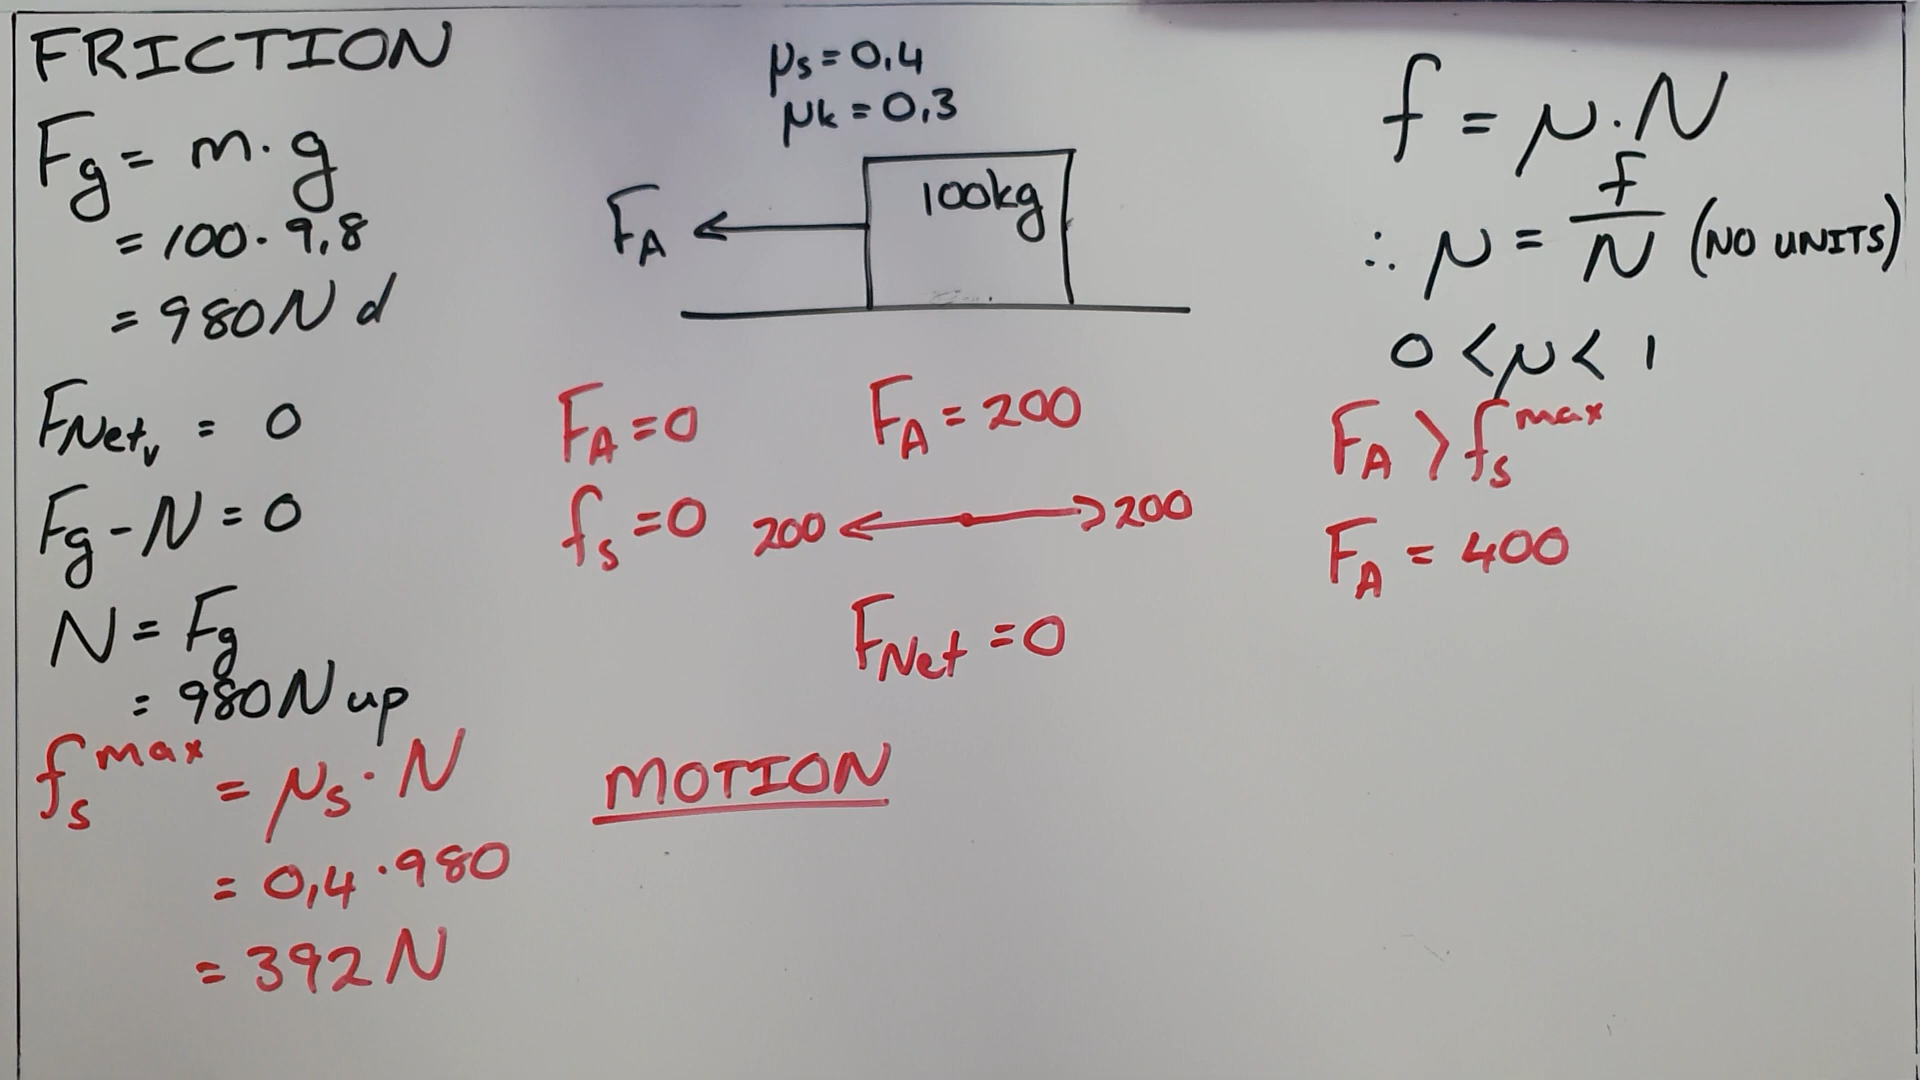 FRICTION
Fg = m·g
= 100·9,8
= 980N d
FNetv = 0
Fg-N=0
N = Fg
= 980N up
fs max = μs·N
= 0,4·980
= 392N
μs=0,4
μk=0,3
100kg
FA
FA=0
fs=0
FA=200
200
200
FNet=0
MOTION
f = μ·N
∴ μ = f/N (NO UNITS)
0<μ<1
FA > fs max
FA = 400